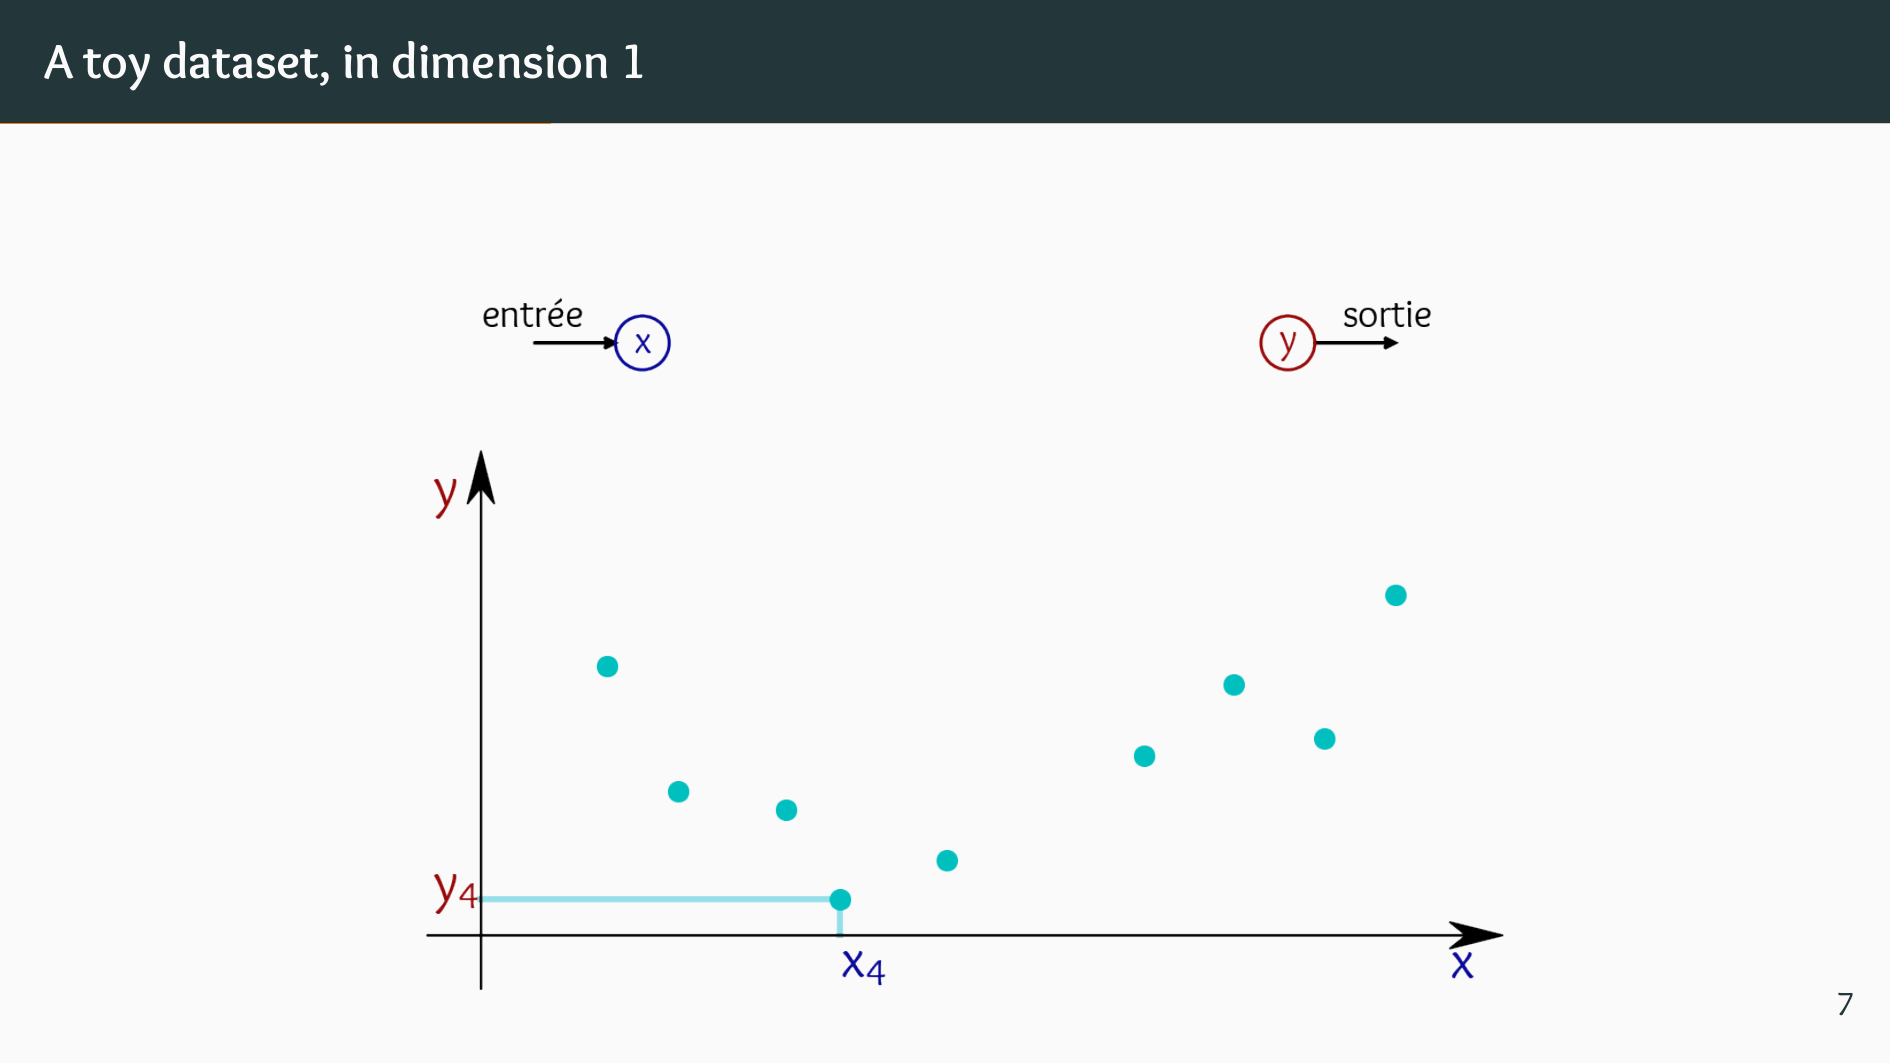 A toy dataset, in dimension 1
entrée
sortie
x
y
y
y₄
x₄
x
7